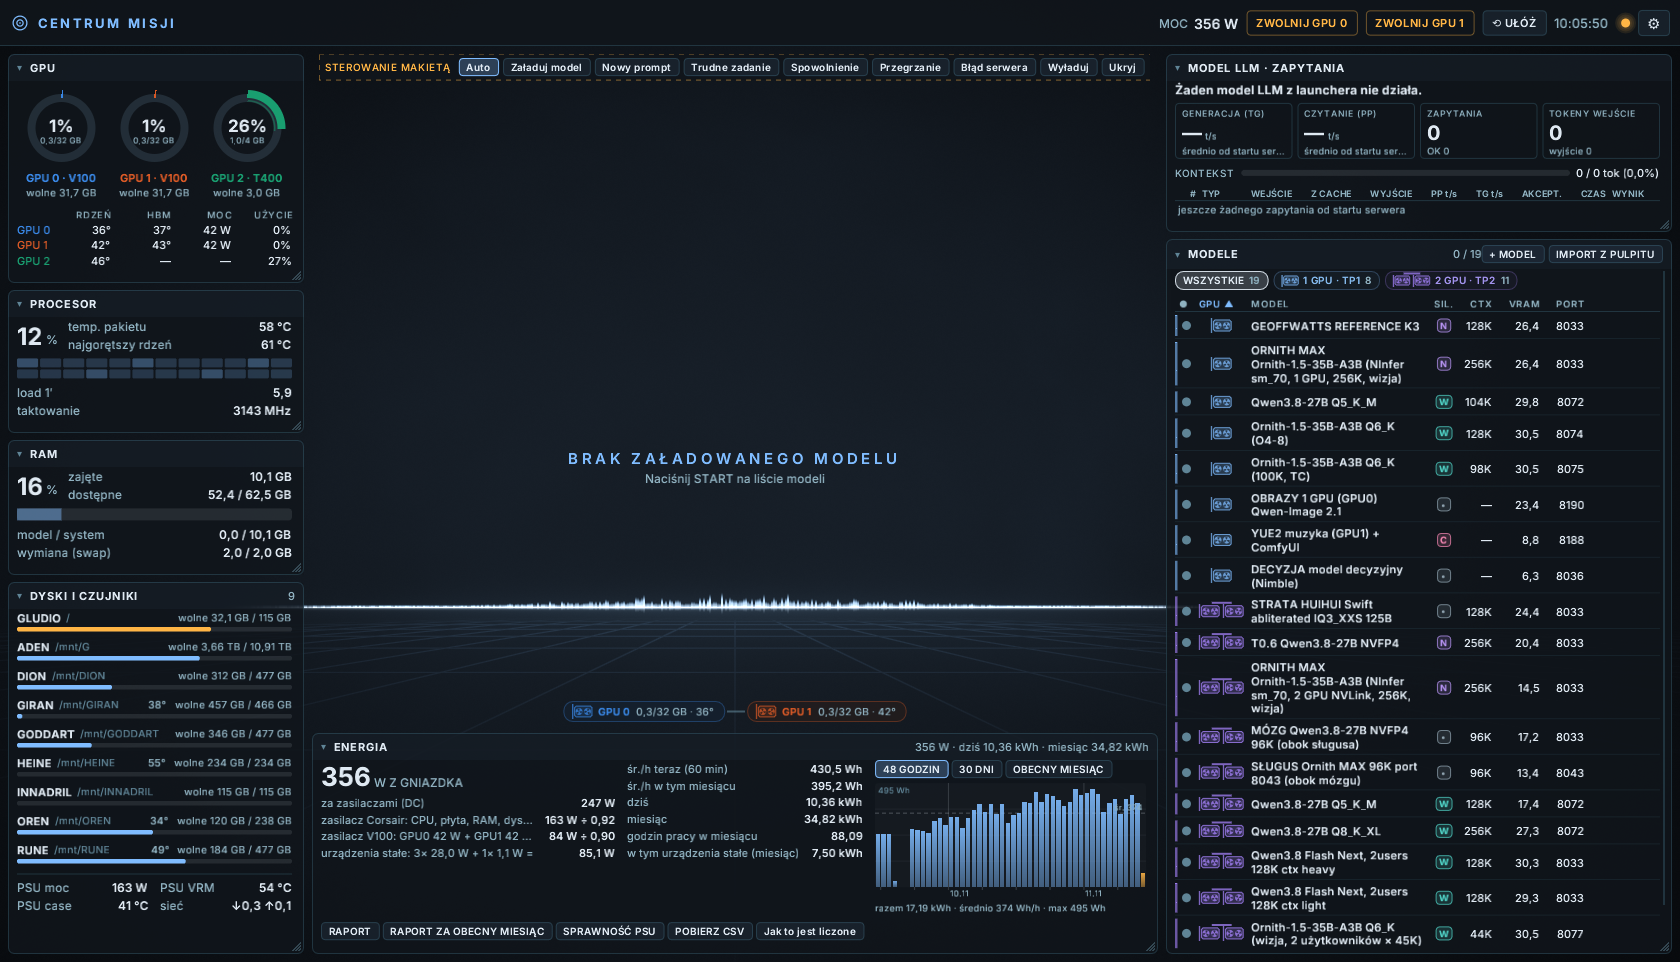 CENTRUM MISJI
MOC 356 W ZWOLNIJ GPU 0 ZWOLNIJ GPU 1 ⟲ UŁÓŻ 10:05:50
GPU
1% 0,3/32 GB
1% 0,3/32 GB
26% 1,0/4 GB
GPU 0 · V100 GPU 1 · V100 GPU 2 · T400
wolne 31,7 GB wolne 31,7 GB wolne 3,0 GB
RDZEŃ HBM MOC UŻYCIE
GPU 0 36° 37° 42 W 0%
GPU 1 42° 43° 42 W 0%
GPU 2 46° — — 27%
PROCESOR
12 %
temp. pakietu 58 °C
najgorętszy rdzeń 61 °C
load 1' 5,9
taktowanie 3143 MHz
RAM
16 %
zajęte 10,1 GB
dostępne 52,4 / 62,5 GB
model / system 0,0 / 10,1 GB
wymiana (swap) 2,0 / 2,0 GB
DYSKI I CZUJNIKI 9
GLUDIO / wolne 32,1 GB / 115 GB
ADEN /mnt/G wolne 3,66 TB / 10,91 TB
DION /mnt/DION wolne 312 GB / 477 GB
GIRAN /mnt/GIRAN 38° wolne 457 GB / 466 GB
GODDART /mnt/GODDART wolne 346 GB / 477 GB
HEINE /mnt/HEINE 55° wolne 234 GB / 234 GB
INNADRIL /mnt/INNADRIL wolne 115 GB / 115 GB
OREN /mnt/OREN 34° wolne 120 GB / 238 GB
RUNE /mnt/RUNE 49° wolne 184 GB / 477 GB
PSU moc 163 W PSU VRM 54 °C
PSU case 41 °C sieć ↓0,3 ↑0,1
STEROWANIE MAKIETĄ Auto Załaduj model Nowy prompt Trudne zadanie Spowolnienie Przegrzanie Błąd serwera Wyładuj Ukryj
BRAK ZAŁADOWANEGO MODELU
Naciśnij START na liście modeli
GPU 0 0,3/32 GB · 36° GPU 1 0,3/32 GB · 42°
ENERGIA 356 W · dziś 10,36 kWh · miesiąc 34,82 kWh
356 W Z GNIAZDKA
za zasilaczami (DC) 247 W
zasilacz Corsair: CPU, płyta, RAM, dys... 163 W ÷ 0,92
zasilacz V100: GPU0 42 W + GPU1 42 ... 84 W ÷ 0,90
urządzenia stałe: 3× 28,0 W + 1× 1,1 W = 85,1 W
śr./h teraz (60 min) 430,5 Wh
śr./h w tym miesiącu 395,2 Wh
dziś 10,36 kWh
miesiąc 34,82 kWh
godzin pracy w miesiącu 88,09
w tym urządzenia stałe (miesiąc) 7,50 kWh
48 GODZIN 30 DNI OBECNY MIESIĄC
495 Wh
10.11 11.11
razem 17,19 kWh · średnio 374 Wh/h · max 495 Wh
RAPORT RAPORT ZA OBECNY MIESIĄC SPRAWNOŚĆ PSU POBIERZ CSV Jak to jest liczone
MODEL LLM · ZAPYTANIA
Żaden model LLM z launchera nie działa.
GENERACJA (TG) CZYTANIE (PP) ZAPYTANIA TOKENY WEJŚCIE
— t/s — t/s 0 0
średnio od startu ser... średnio od startu ser... OK 0 wyjście 0
KONTEKST 0 / 0 tok (0,0%)
# TYP WEJŚCIE Z CACHE WYJŚCIE PP t/s TG t/s AKCEPT. CZAS WYNIK
jeszcze żadnego zapytania od startu serwera
MODELE 0 / 19 + MODEL IMPORT Z PULPITU
WSZYSTKIE 19 1 GPU · TP1 8 2 GPU · TP2 11
GPU ▲ MODEL SIL. CTX VRAM PORT
GEOFFWATTS REFERENCE K3 N 128K 26,4 8033
ORNITH MAX
Ornith-1.5-35B-A3B (NInfer N 256K 26,4 8033
sm_70, 1 GPU, 256K, wizja)
Qwen3.8-27B Q5_K_M W 104K 29,8 8072
Ornith-1.5-35B-A3B Q6_K W 128K 30,5 8074
(O4-8)
Ornith-1.5-35B-A3B Q6_K W 98K 30,5 8075
(100K, TC)
OBRAZY 1 GPU (GPU0) — 23,4 8190
Qwen-Image 2.1
YUE2 muzyka (GPU1) + C — 8,8 8188
ComfyUI
DECYZJA model decyzyjny — 6,3 8036
(Nimble)
STRATA HUIHUI Swift 128K 24,4 8033
abliterated IQ3_XXS 125B
T0.6 Qwen3.8-27B NVFP4 N 256K 20,4 8033
ORNITH MAX
Ornith-1.5-35B-A3B (NInfer N 256K 14,5 8033
sm_70, 2 GPU NVLink, 256K,
wizja)
MÓZG Qwen3.8-27B NVFP4 96K 17,2 8033
96K (obok sługusa)
SŁUGUS Ornith MAX 96K port 96K 13,4 8043
8043 (obok mózgu)
Qwen3.8-27B Q5_K_M W 128K 17,4 8072
Qwen3.8-27B Q8_K_XL W 256K 27,3 8072
Qwen3.8 Flash Next, 2users W 128K 30,3 8033
128K ctx heavy
Qwen3.8 Flash Next, 2users W 128K 29,3 8033
128K ctx light
Ornith-1.5-35B-A3B Q6_K W 44K 30,5 8077
(wizja, 2 użytkowników × 45K)